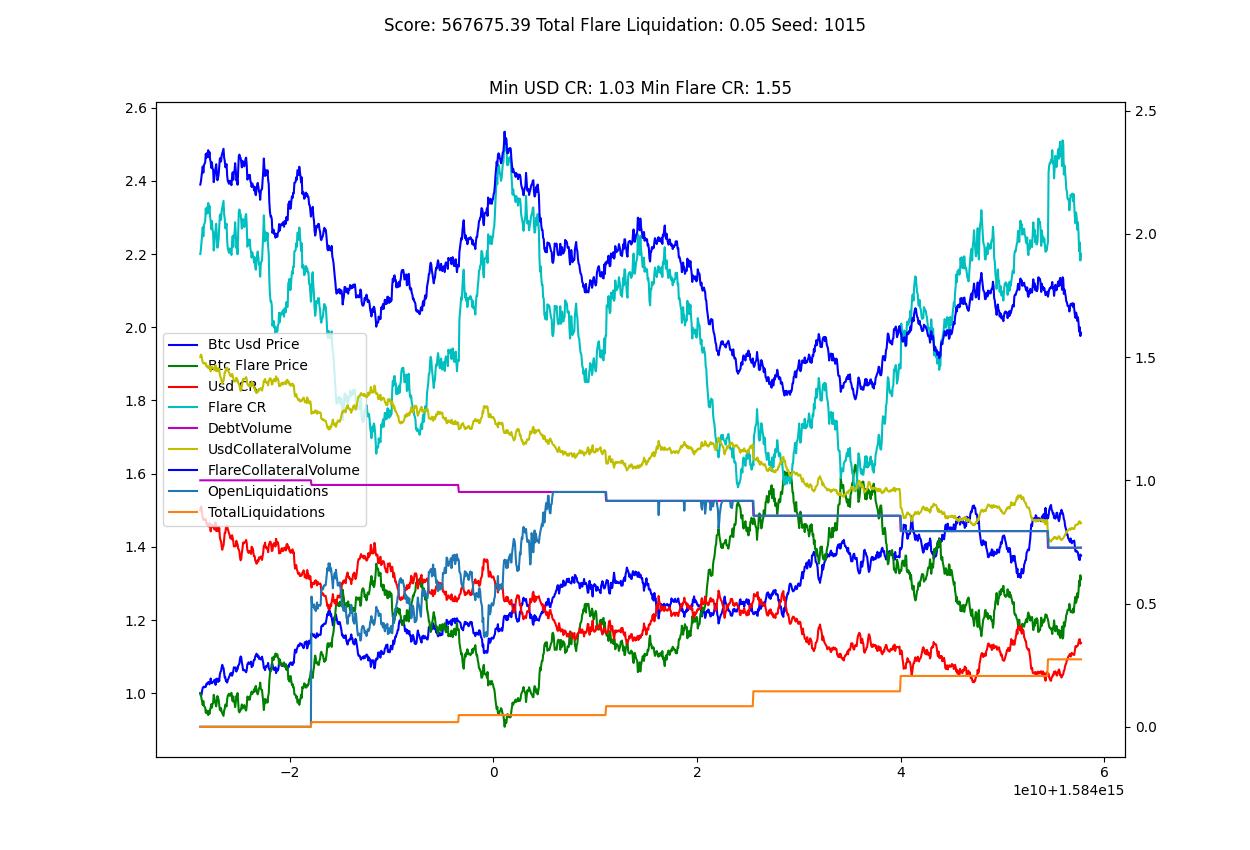 Score: 567675.39 Total Flare Liquidation: 0.05 Seed: 1015
Min USD CR: 1.03 Min Flare CR: 1.55
2.6
2.4
2.2
2.0
1.8
1.6
1.4
1.2
1.0
2.5
2.0
1.5
1.0
0.5
0.0
Btc Usd Price
Btc Flare Price
Usd CR
Flare CR
DebtVolume
UsdCollateralVolume
FlareCollateralVolume
OpenLiquidations
TotalLiquidations
−2
0
2
4
6
1e10+1.584e15